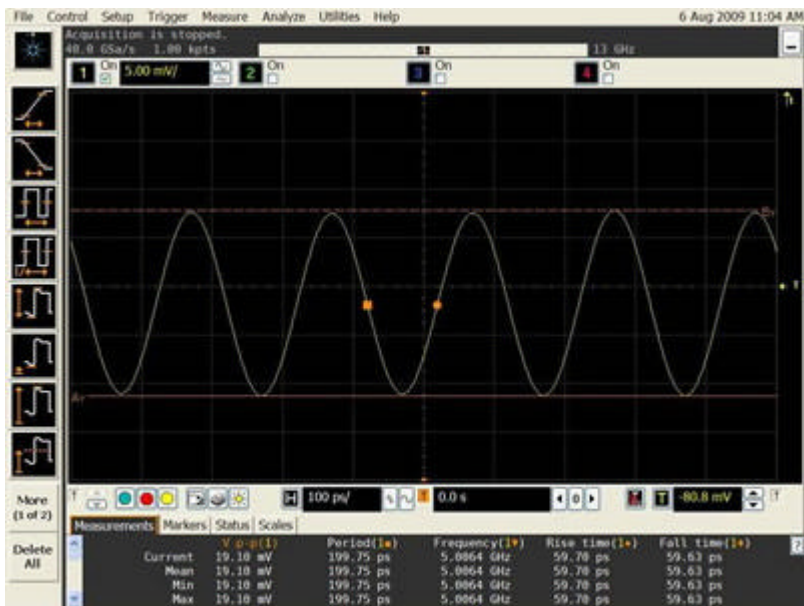 File Control Setup Trigger Measure Analyze Utilities Help 6 Aug 2009 11:04 AM
Acquisition is stopped.
40.0 GSa/s 1.00 kpts 13 GHz
1 On 5.00 mV/ 2 On 3 On 4 On
More
(1 of 2)
Delete
All
H 100 ps/ T 0.0 s 0 T -80.8 mV
Measurements Markers Status Scales
V p-p(1) Period(1) Frequency(1) Rise time(1) Fall time(1)
Current 19.10 mV 199.75 ps 5.0064 GHz 59.70 ps 59.63 ps
Mean 19.10 mV 199.75 ps 5.0064 GHz 59.70 ps 59.63 ps
Min 19.10 mV 199.75 ps 5.0064 GHz 59.70 ps 59.63 ps
Max 19.10 mV 199.75 ps 5.0064 GHz 59.70 ps 59.63 ps